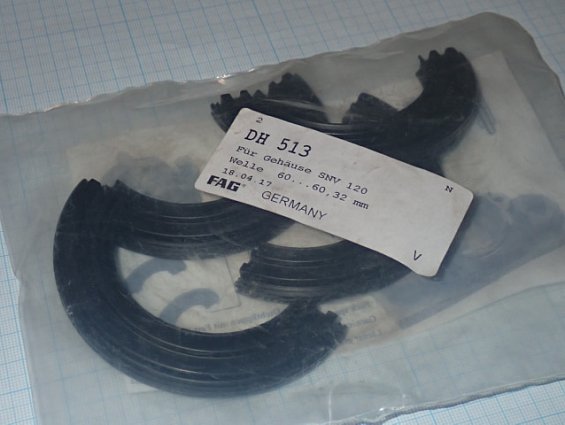 2
DH 513
Für Gehäuse SNV 120
Welle 60...60,32 mm
18.04.17
FAG® GERMANY
N
V